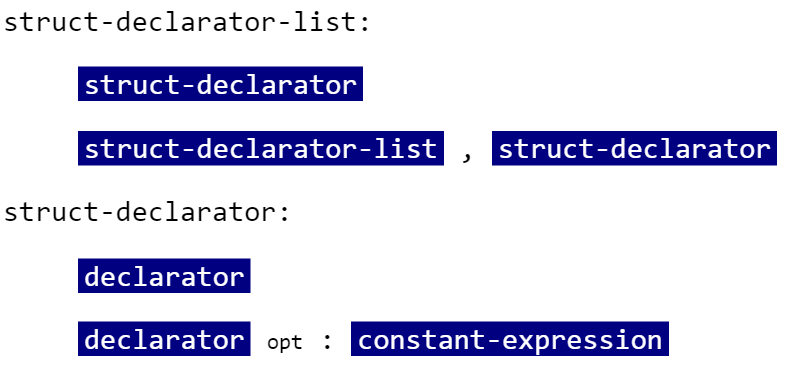 struct-declarator-list:
struct-declarator
struct-declarator-list , struct-declarator
struct-declarator:
declarator
declarator opt : constant-expression